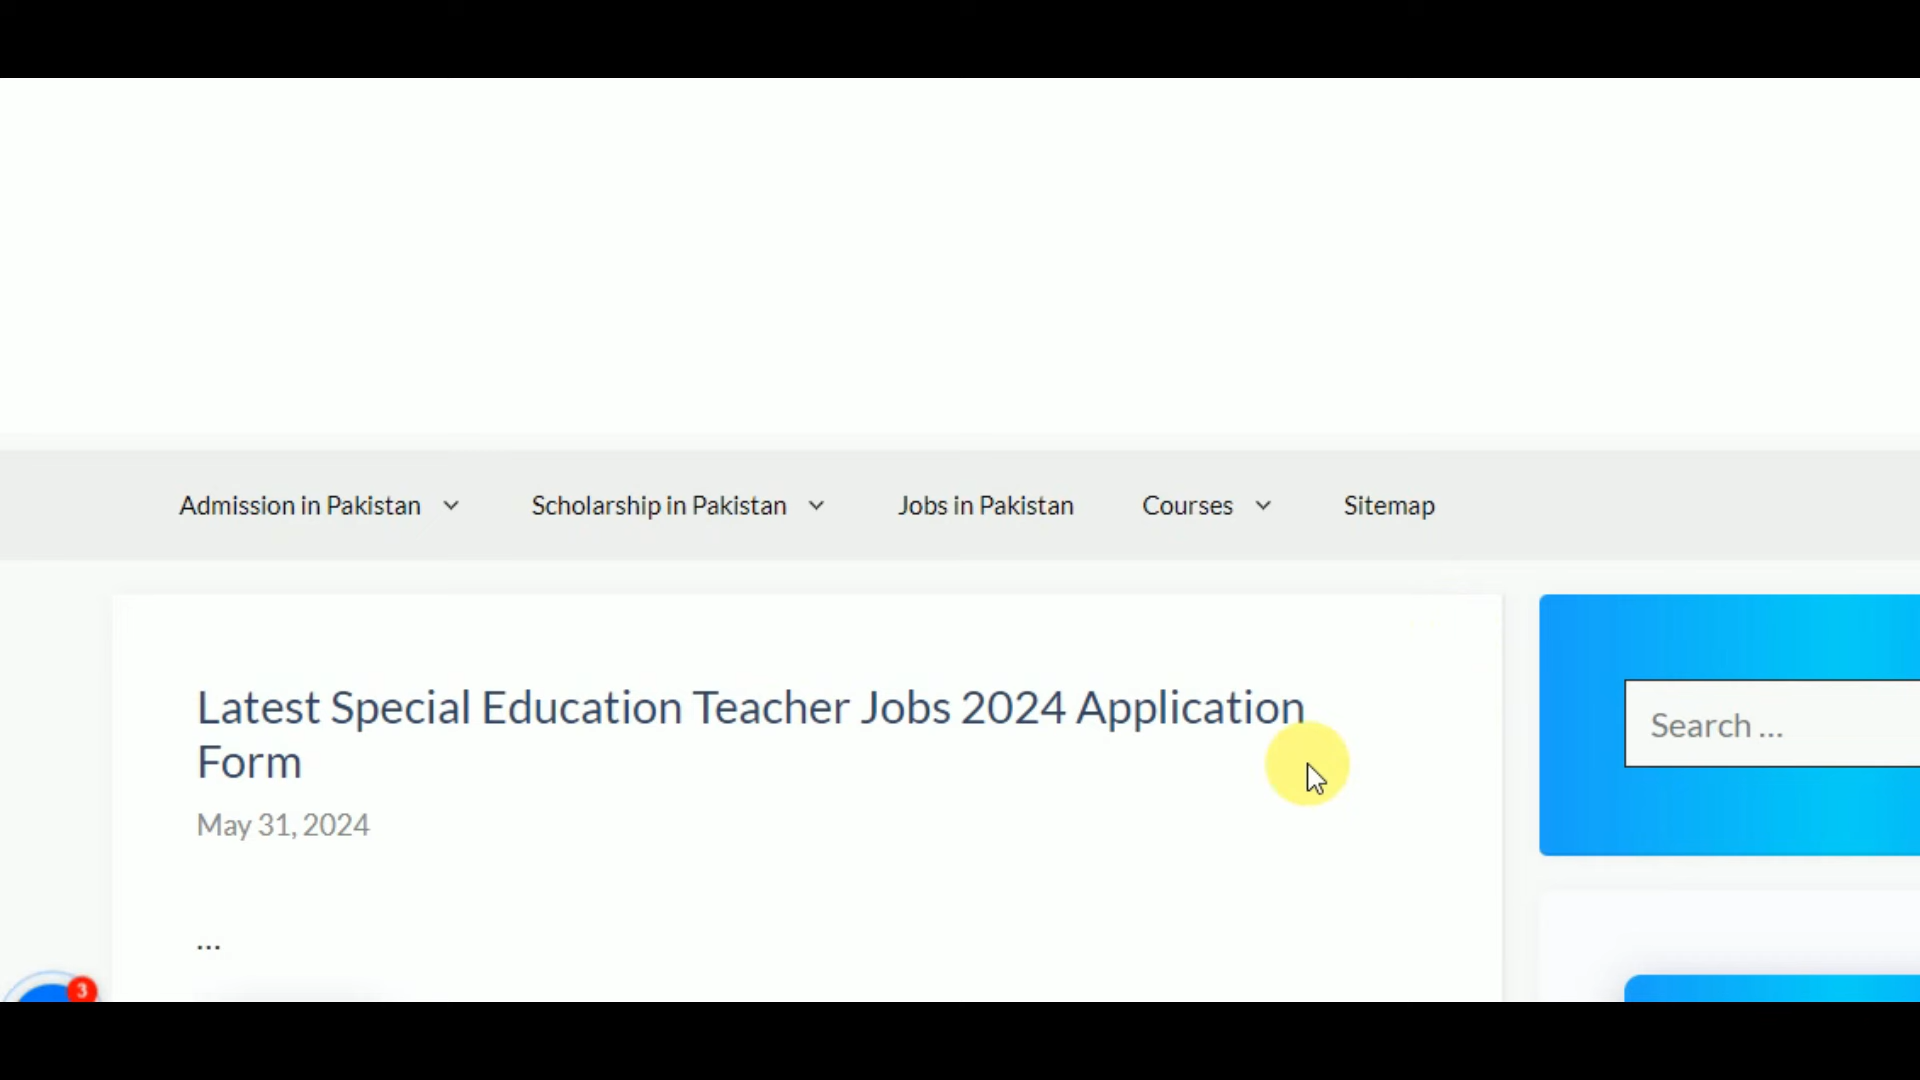 Admission in Pakistan
Scholarship in Pakistan
Jobs in Pakistan
Courses
Sitemap
Latest Special Education Teacher Jobs 2024 Application
Form
May 31, 2024
...
Search ...
3